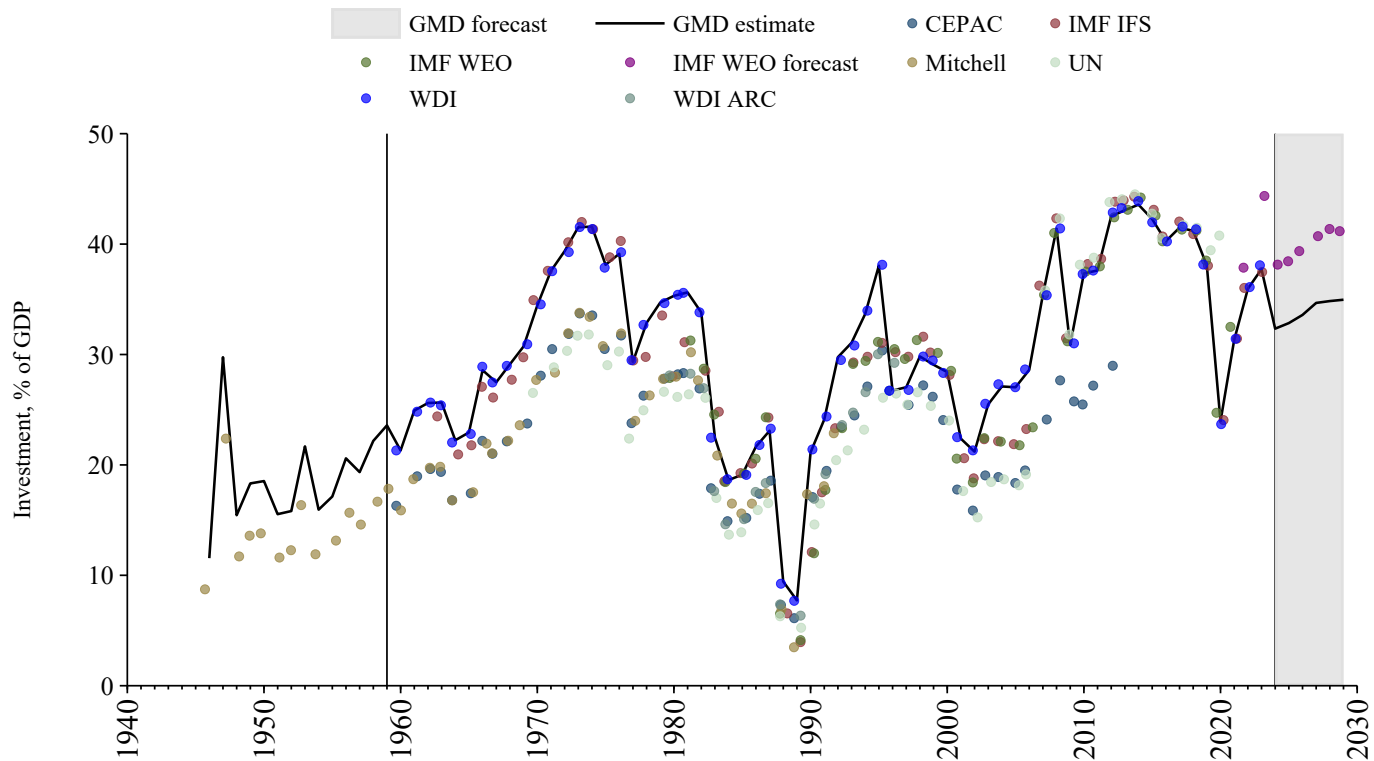 GMD forecast GMD estimate CEPAC IMF IFS
IMF WEO IMF WEO forecast Mitchell UN
WDI WDI ARC
Investment, % of GDP
50
40
30
20
10
0
1940 1950 1960 1970 1980 1990 2000 2010 2020 2030